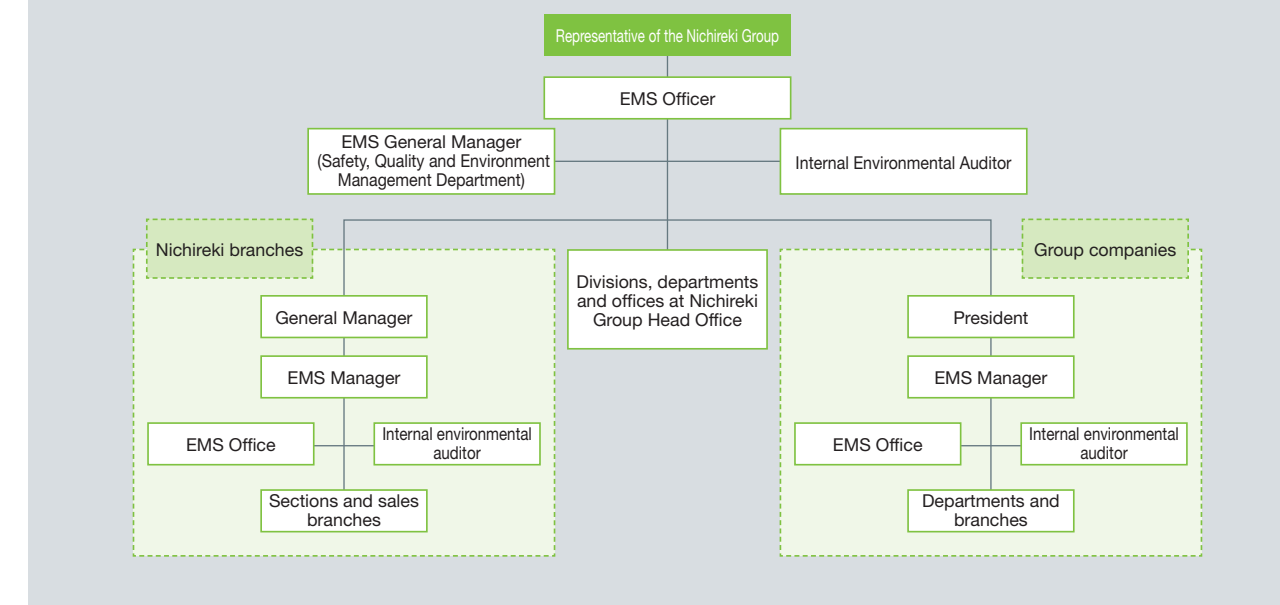 Representative of the Nichireki Group
EMS Officer
EMS General Manager
(Safety, Quality and Environment
Management Department)
Internal Environmental Auditor
Nichireki branches
General Manager
EMS Manager
EMS Office
Internal environmental
auditor
Sections and sales
branches
Divisions, departments
and offices at Nichireki
Group Head Office
Group companies
President
EMS Manager
EMS Office
Internal environmental
auditor
Departments and
branches